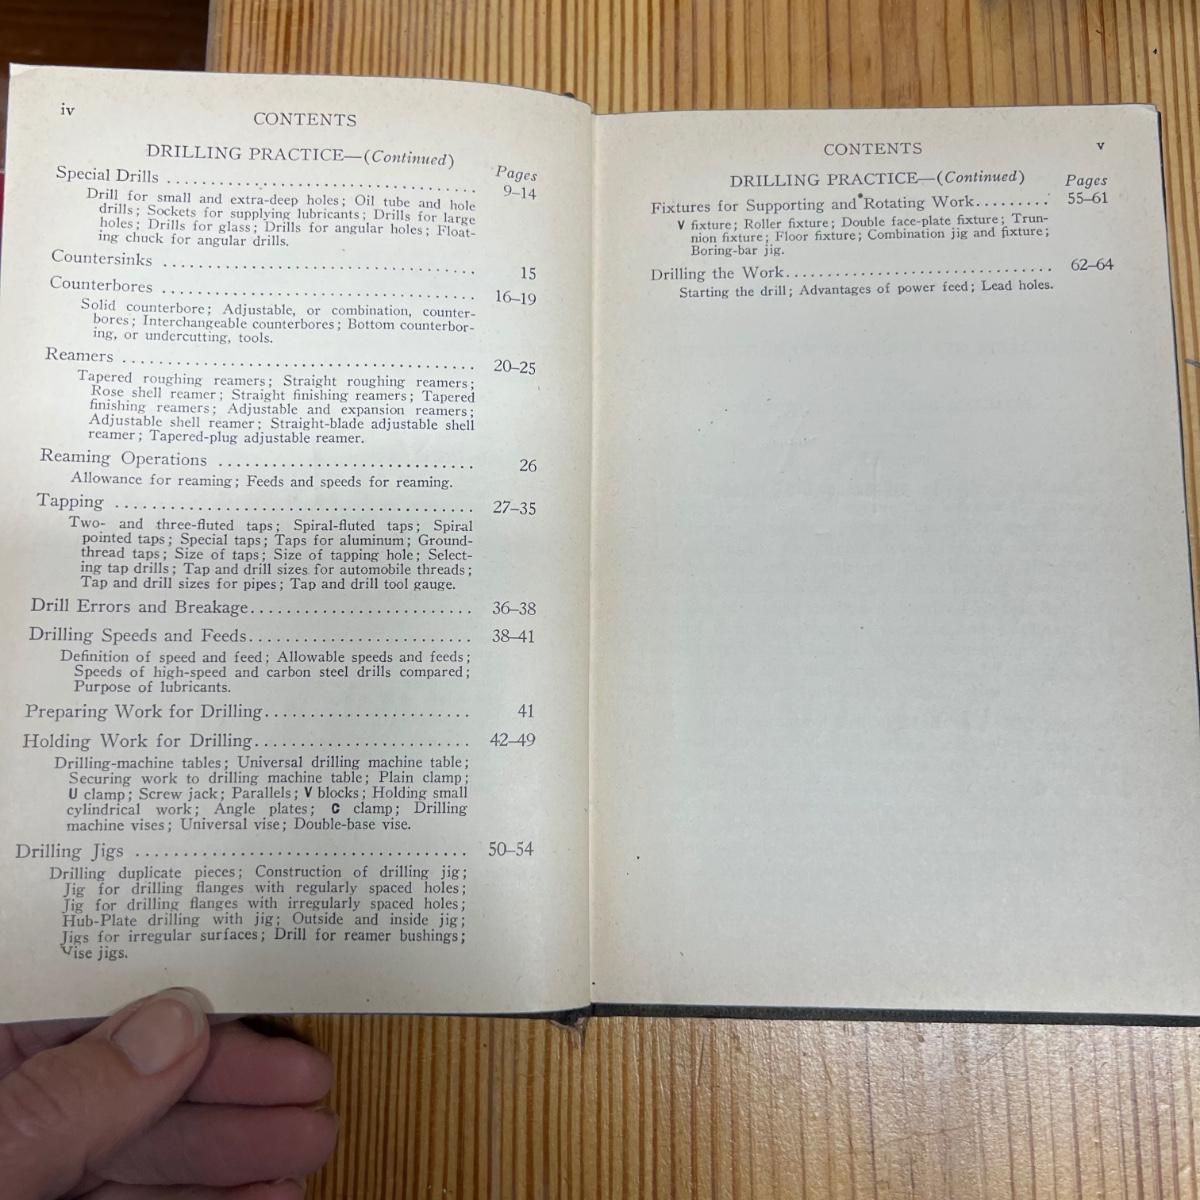 iv
CONTENTS
DRILLING PRACTICE—(Continued)
Pages
Special Drills ........................................ 9–14
Drill for small and extra-deep holes; Oil tube and hole
drills; Sockets for supplying lubricants; Drills for large
holes; Drills for glass; Drills for angular holes; Float-
ing chuck for angular drills.
Countersinks ........................................ 15
Counterbores ........................................ 16–19
Solid counterbore; Adjustable, or combination, counter-
bores; Interchangeable counterbores; Bottom counterbor-
ing, or undercutting, tools.
Reamers ........................................ 20–25
Tapered roughing reamers; Straight roughing reamers;
Rose shell reamer; Straight finishing reamers; Tapered
finishing reamers; Adjustable and expansion reamers;
Adjustable shell reamer; Straight-blade adjustable shell
reamer; Tapered-plug adjustable reamer.
Reaming Operations ............................ 26
Allowance for reaming; Feeds and speeds for reaming.
Tapping ........................................ 27–35
Two- and three-fluted taps; Spiral-fluted taps; Spiral
pointed taps; Special taps; Taps for aluminum; Ground-
thread taps; Size of taps; Size of tapping hole; Select-
ing tap drills; Tap and drill sizes for automobile threads;
Tap and drill sizes for pipes; Tap and drill tool gauge.
Drill Errors and Breakage........................ 36–38
Drilling Speeds and Feeds........................ 38–41
Definition of speed and feed; Allowable speeds and feeds;
Speeds of high-speed and carbon steel drills compared;
Purpose of lubricants.
Preparing Work for Drilling....................... 41
Holding Work for Drilling........................ 42–49
Drilling-machine tables; Universal drilling machine table;
Securing work to drilling machine table; Plain clamp;
U clamp; Screw jack; Parallels; V blocks; Holding small
cylindrical work; Angle plates; C clamp; Drilling
machine vises; Universal vise; Double-base vise.
Drilling Jigs .................................... 50–54
Drilling duplicate pieces; Construction of drilling jig;
Jig for drilling flanges with regularly spaced holes;
Jig for drilling flanges with irregularly spaced holes;
Hub-Plate drilling with jig; Outside and inside jig;
Jigs for irregular surfaces; Drill for reamer bushings;
Vise jigs.
CONTENTS
v
DRILLING PRACTICE—(Continued)
Pages
Fixtures for Supporting and Rotating Work......... 55–61
V fixture; Roller fixture; Double face-plate fixture; Trun-
nion fixture; Floor fixture; Combination jig and fixture;
Boring-bar jig.
Drilling the Work.............................. 62–64
Starting the drill; Advantages of power feed; Lead holes.